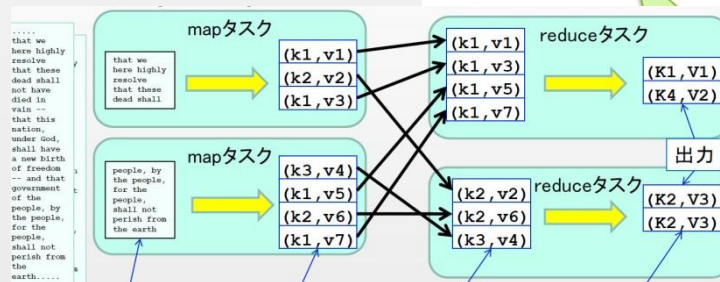 .....
that we
here highly
resolve
that these
dead shall
not have
died in
vain --
that this
nation,
under God,
shall have
a new birth
of freedom
-- and that
government
of the
people, by
the people,
for the
people,
shall not
perish from
the
earth.....
mapタスク
that we
here highly
resolve
that these
dead shall
(k1,v1)
(k2,v2)
(k1,v3)
mapタスク
people, by
the people,
for the
people,
shall not
perish from
the earth
(k3,v4)
(k1,v5)
(k2,v6)
(k1,v7)
reduceタスク
(k1,v1)
(k1,v3)
(k1,v5)
(k1,v7)
(K1,V1)
(K4,V2)
出力
reduceタスク
(k2,v2)
(k2,v6)
(k3,v4)
(K2,V3)
(K2,V3)